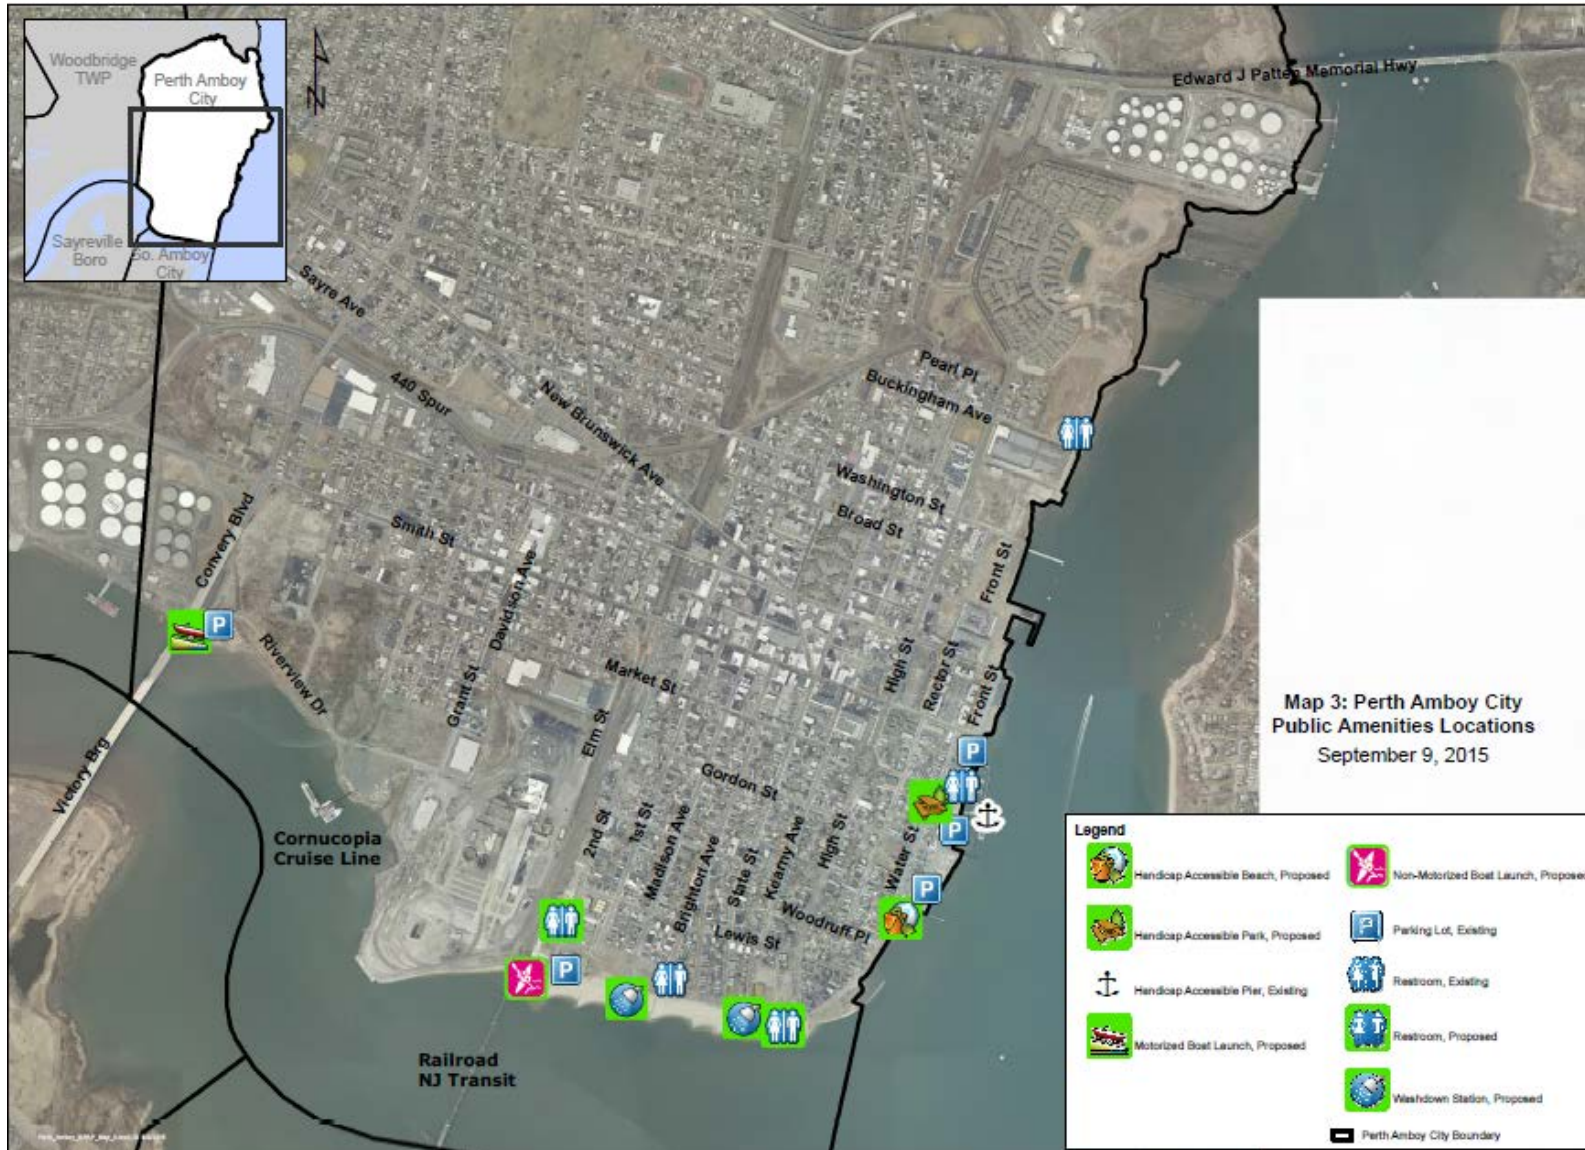 Woodbridge
TWP
Perth Amboy
City
Sayreville
Boro
So. Amboy
City
N
Edward J Patten Memorial Hwy
Sayre Ave
440 Spur
New Brunswick Ave
Pearl Pl
Buckingham Ave
Washington St
Broad St
Smith St
Convery Blvd
Davidson Ave
Front St
Riverview Dr
Grant St
Market St
High St
Rector St
Front St
Elm St
Victory Brg
Gordon St
Cornucopia
Cruise Line
2nd St
1st St
Madison Ave
Brighton Ave
State St
Kearny Ave
High St
Water St
Woodruff Pl
Lewis St
Railroad
NJ Transit
P
P
P
P
P
Map 3: Perth Amboy City
Public Amenities Locations
September 9, 2015
Legend
Handicap Accessible Beach, Proposed
Handicap Accessible Park, Proposed
Handicap Accessible Pier, Existing
Motorized Boat Launch, Proposed
Non-Motorized Boat Launch, Proposed
P
Parking Lot, Existing
Restroom, Existing
Restroom, Proposed
Washdown Station, Proposed
Perth Amboy City Boundary